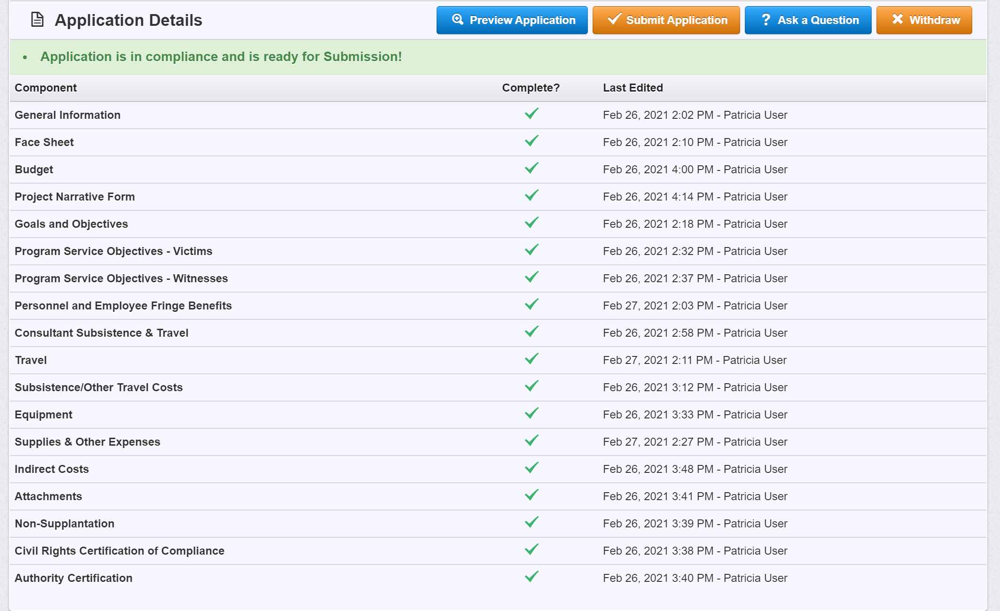 Application Details Preview Application Submit Application ? Ask a Question Withdraw
• Application is in compliance and is ready for Submission!
Component Complete? Last Edited
General Information Feb 26, 2021 2:02 PM - Patricia User
Face Sheet Feb 26, 2021 2:10 PM - Patricia User
Budget Feb 26, 2021 4:00 PM - Patricia User
Project Narrative Form Feb 26, 2021 4:14 PM - Patricia User
Goals and Objectives Feb 26, 2021 2:18 PM - Patricia User
Program Service Objectives - Victims Feb 26, 2021 2:32 PM - Patricia User
Program Service Objectives - Witnesses Feb 26, 2021 2:37 PM - Patricia User
Personnel and Employee Fringe Benefits Feb 27, 2021 2:03 PM - Patricia User
Consultant Subsistence & Travel Feb 26, 2021 2:58 PM - Patricia User
Travel Feb 27, 2021 2:11 PM - Patricia User
Subsistence/Other Travel Costs Feb 26, 2021 3:12 PM - Patricia User
Equipment Feb 26, 2021 3:33 PM - Patricia User
Supplies & Other Expenses Feb 27, 2021 2:27 PM - Patricia User
Indirect Costs Feb 26, 2021 3:48 PM - Patricia User
Attachments Feb 26, 2021 3:41 PM - Patricia User
Non-Supplantation Feb 26, 2021 3:39 PM - Patricia User
Civil Rights Certification of Compliance Feb 26, 2021 3:38 PM - Patricia User
Authority Certification Feb 26, 2021 3:40 PM - Patricia User